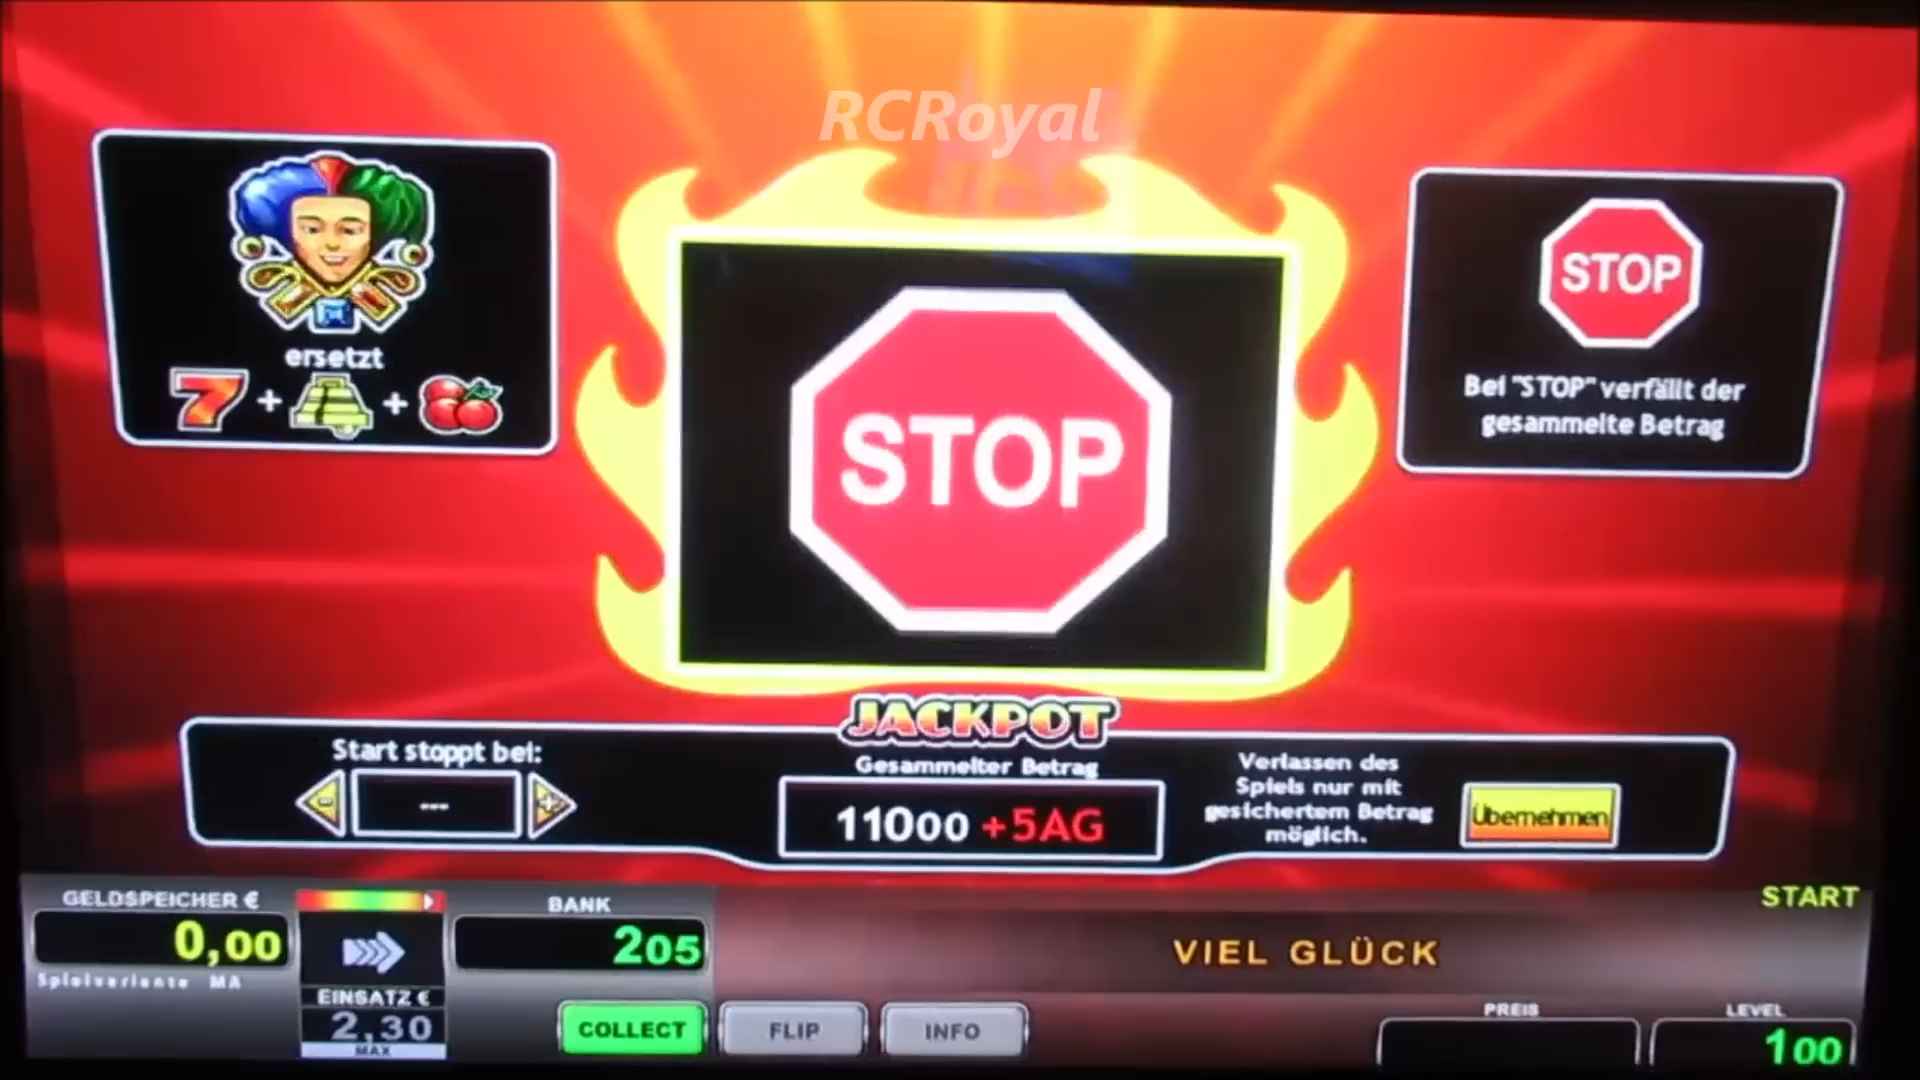 RCRoyal
ersetzt
7 + +
STOP
STOP
Bei "STOP" verfällt der
gesammelte Betrag
JACKPOT
Start stoppt bei:
---
Gesammelter Betrag
11000 +5AG
Verlassen des
Spiels nur mit
gesichertem Betrag
möglich.
Übernehmen
GELDSPEICHER €
0,00
Spielvariante MA
EINSATZ €
2,30
MAX
BANK
205
START
VIEL GLÜCK
COLLECT
FLIP
INFO
PREIS
LEVEL
100